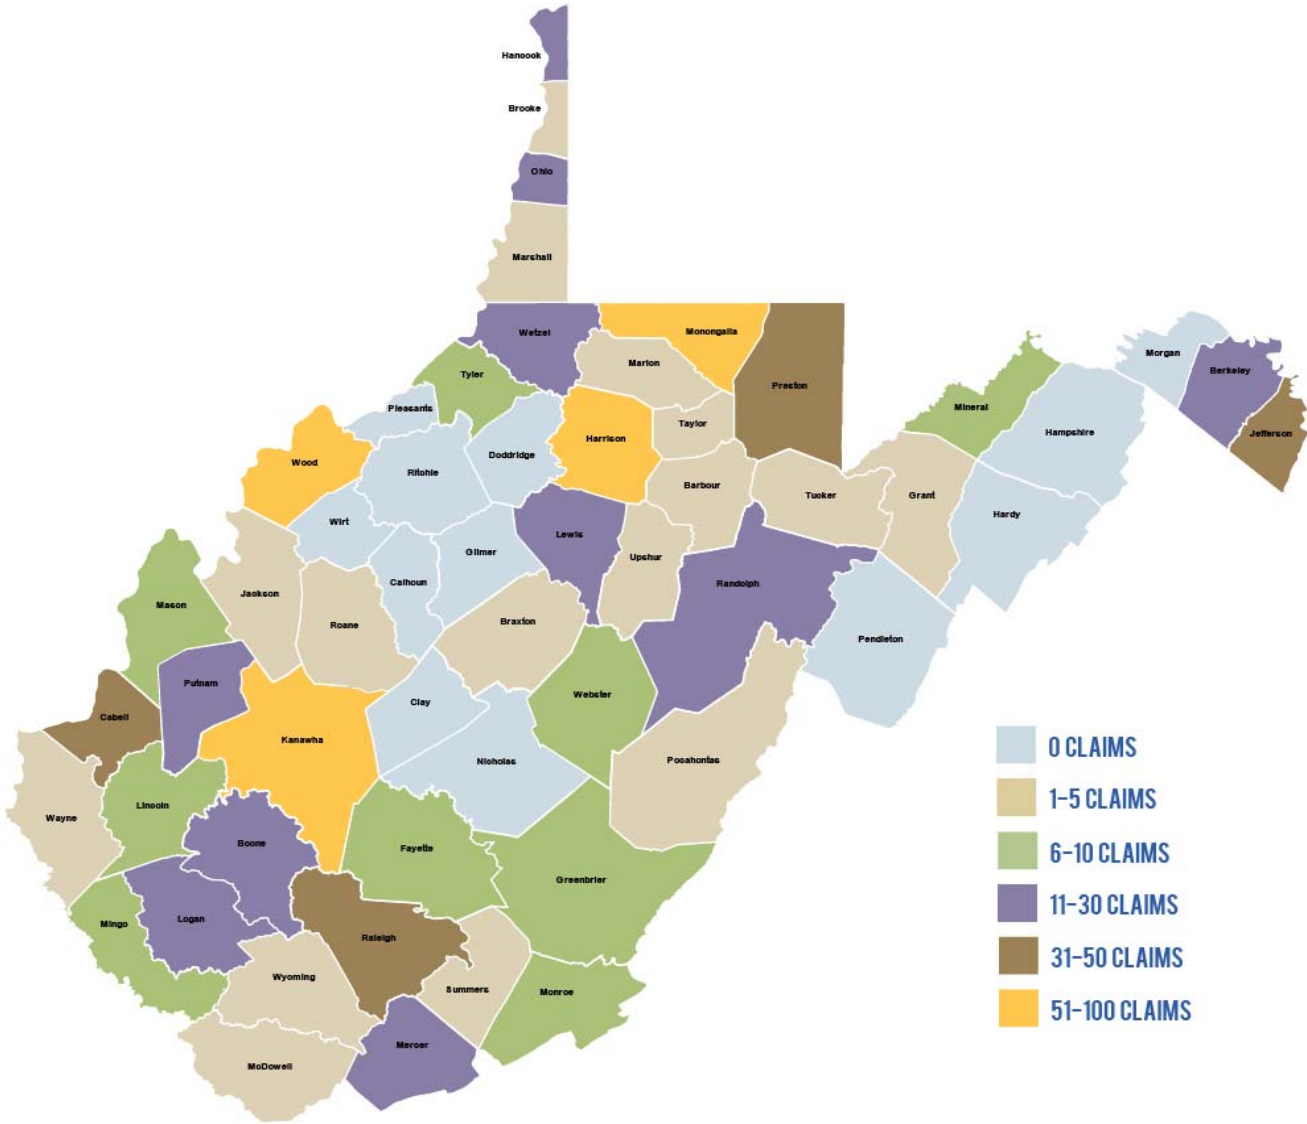 Hancock
Brooke
Ohio
Marshall
Wetzel
Monongalia
Marion
Preston
Tyler
Pleasants
Morgan
Berkeley
Jefferson
Mineral
Hampshire
Taylor
Harrison
Doddridge
Wood
Ritchie
Barbour
Tucker
Grant
Hardy
Wirt
Lewis
Gilmer
Upshur
Calhoun
Randolph
Jackson
Mason
Roane
Braxton
Pendleton
Putnam
Webster
Clay
Cabell
Kanawha
Nicholas
Pocahontas
Lincoln
Wayne
Boone
Fayette
Greenbrier
Logan
Mingo
Raleigh
Wyoming
Summers
Monroe
Mercer
McDowell
0 CLAIMS
1-5 CLAIMS
6-10 CLAIMS
11-30 CLAIMS
31-50 CLAIMS
51-100 CLAIMS